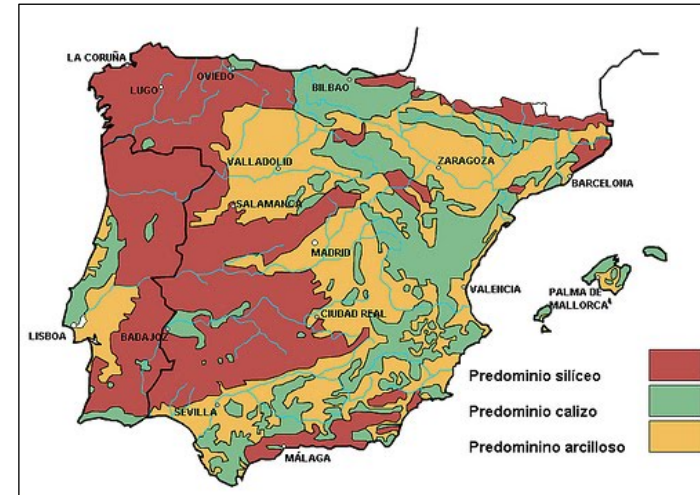 LA CORUÑA
OVIEDO
LUGO
BILBAO
VALLADOLID
ZARAGOZA
BARCELONA
SALAMANCA
MADRID
VALENCIA
PALMA DE
MALLORCA
CIUDAD REAL
LISBOA
BADAJOZ
SEVILLA
MÁLAGA
Predominio silíceo
Predominio calizo
Predominino arcilloso